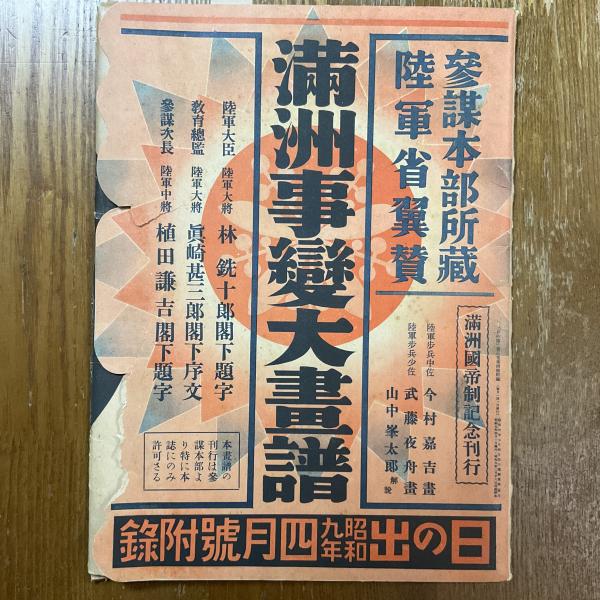 參謀本部所藏
陸軍省翼賛
滿洲國帝制記念刊行
陸軍步兵中佐 今村嘉吉畫
陸軍步兵少佐 武藤夜舟畫
山中峯太郎 解說
滿洲事變大畫譜
陸軍大臣 陸軍大將 林銑十郎閣下題字
敎育總監 陸軍大將 眞崎甚三郎閣下序文
參謀次長 陸軍中將 植田謙吉閣下題字
本畫譜の
刊行は參
謀本部よ
り特に本
誌にのみ
許可さる
日の出 昭和九年 四月號附錄